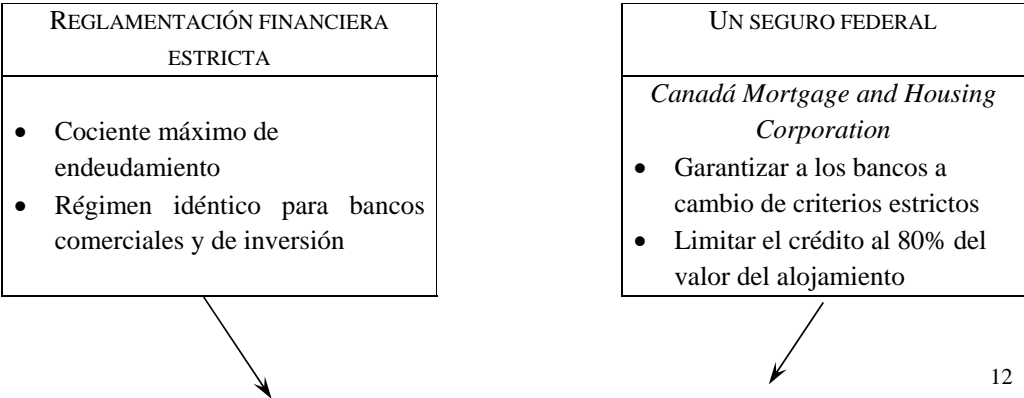 REGLAMENTACIÓN FINANCIERA
ESTRICTA
• Cociente máximo de
endeudamiento
• Régimen idéntico para bancos
comerciales y de inversión
UN SEGURO FEDERAL
Canadá Mortgage and Housing
Corporation
• Garantizar a los bancos a
cambio de criterios estrictos
• Limitar el crédito al 80% del
valor del alojamiento
12